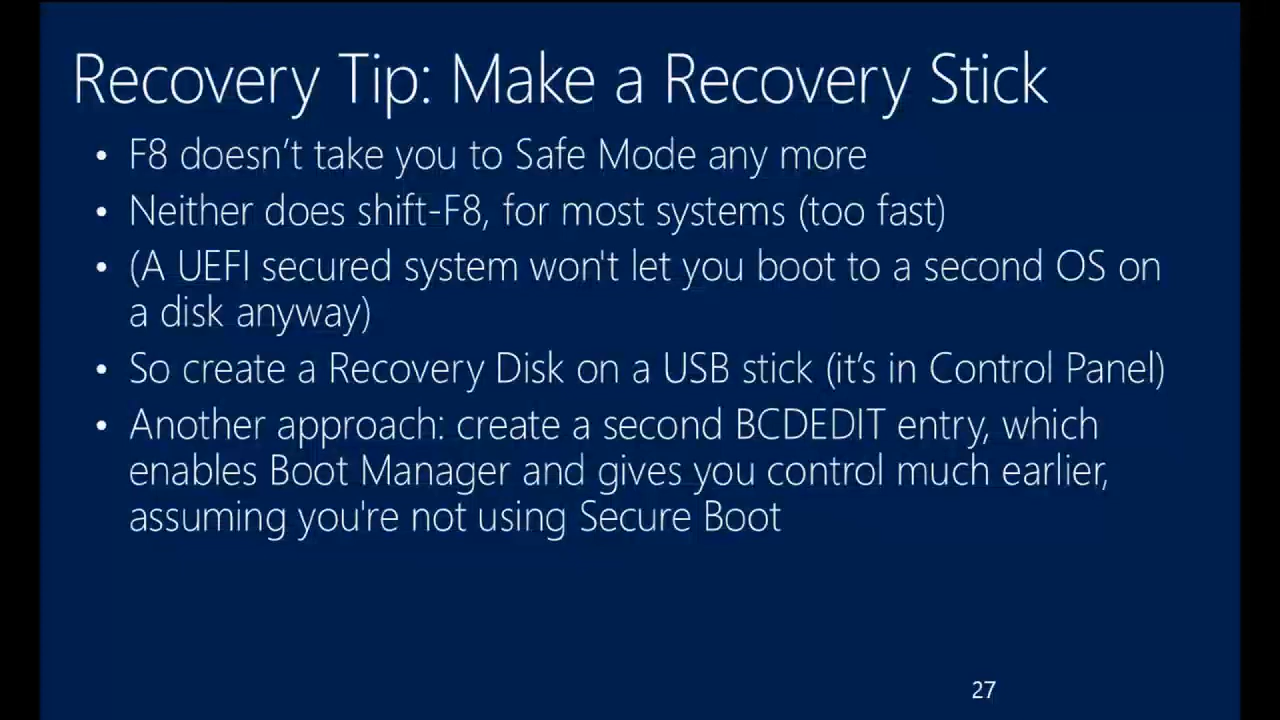 Recovery Tip: Make a Recovery Stick
• F8 doesn’t take you to Safe Mode any more
• Neither does shift-F8, for most systems (too fast)
• (A UEFI secured system won't let you boot to a second OS on
a disk anyway)
• So create a Recovery Disk on a USB stick (it’s in Control Panel)
• Another approach: create a second BCDEDIT entry, which
enables Boot Manager and gives you control much earlier,
assuming you're not using Secure Boot
27